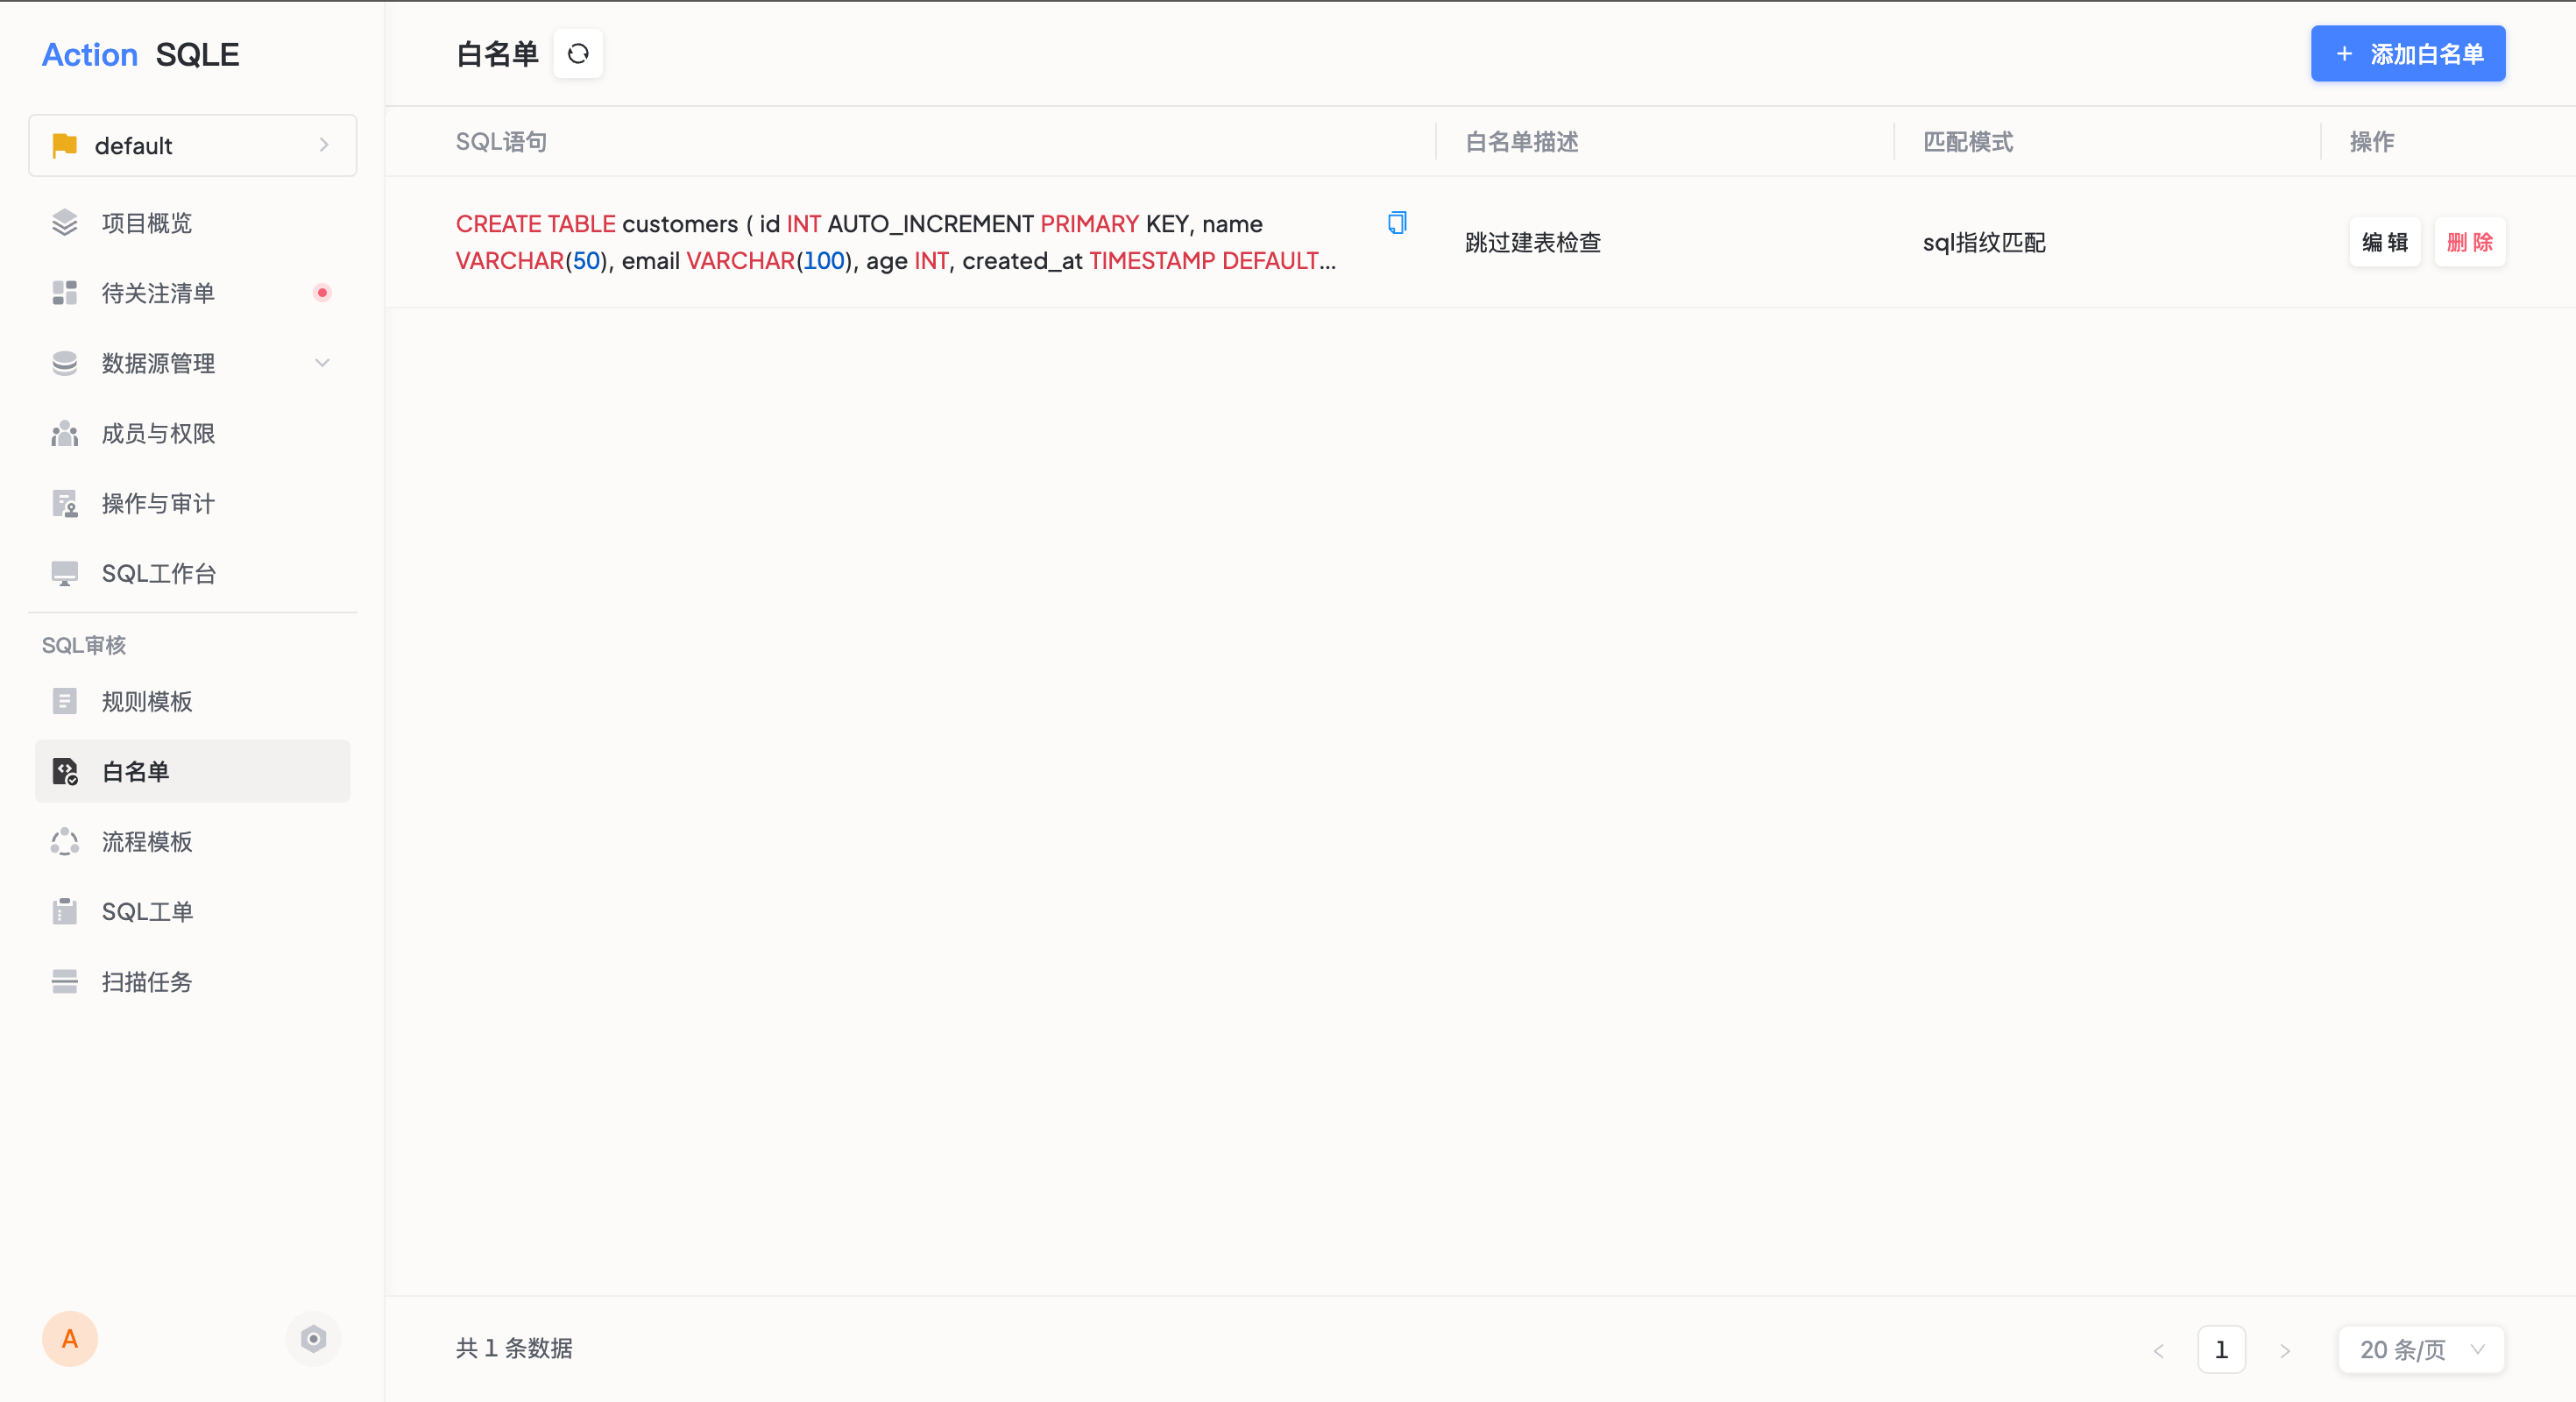 Action SQLE
default
项目概览
待关注清单
数据源管理
成员与权限
操作与审计
SQL工作台
SQL审核
规则模板
白名单
流程模板
SQL工单
扫描任务
A
白名单
添加白名单
SQL语句 白名单描述 匹配模式 操作
CREATE TABLE customers ( id INT AUTO_INCREMENT PRIMARY KEY, name
VARCHAR(50), email VARCHAR(100), age INT, created_at TIMESTAMP DEFAULT...
跳过建表检查
sql指纹匹配
编辑 删除
共 1 条数据
1
20 条/页